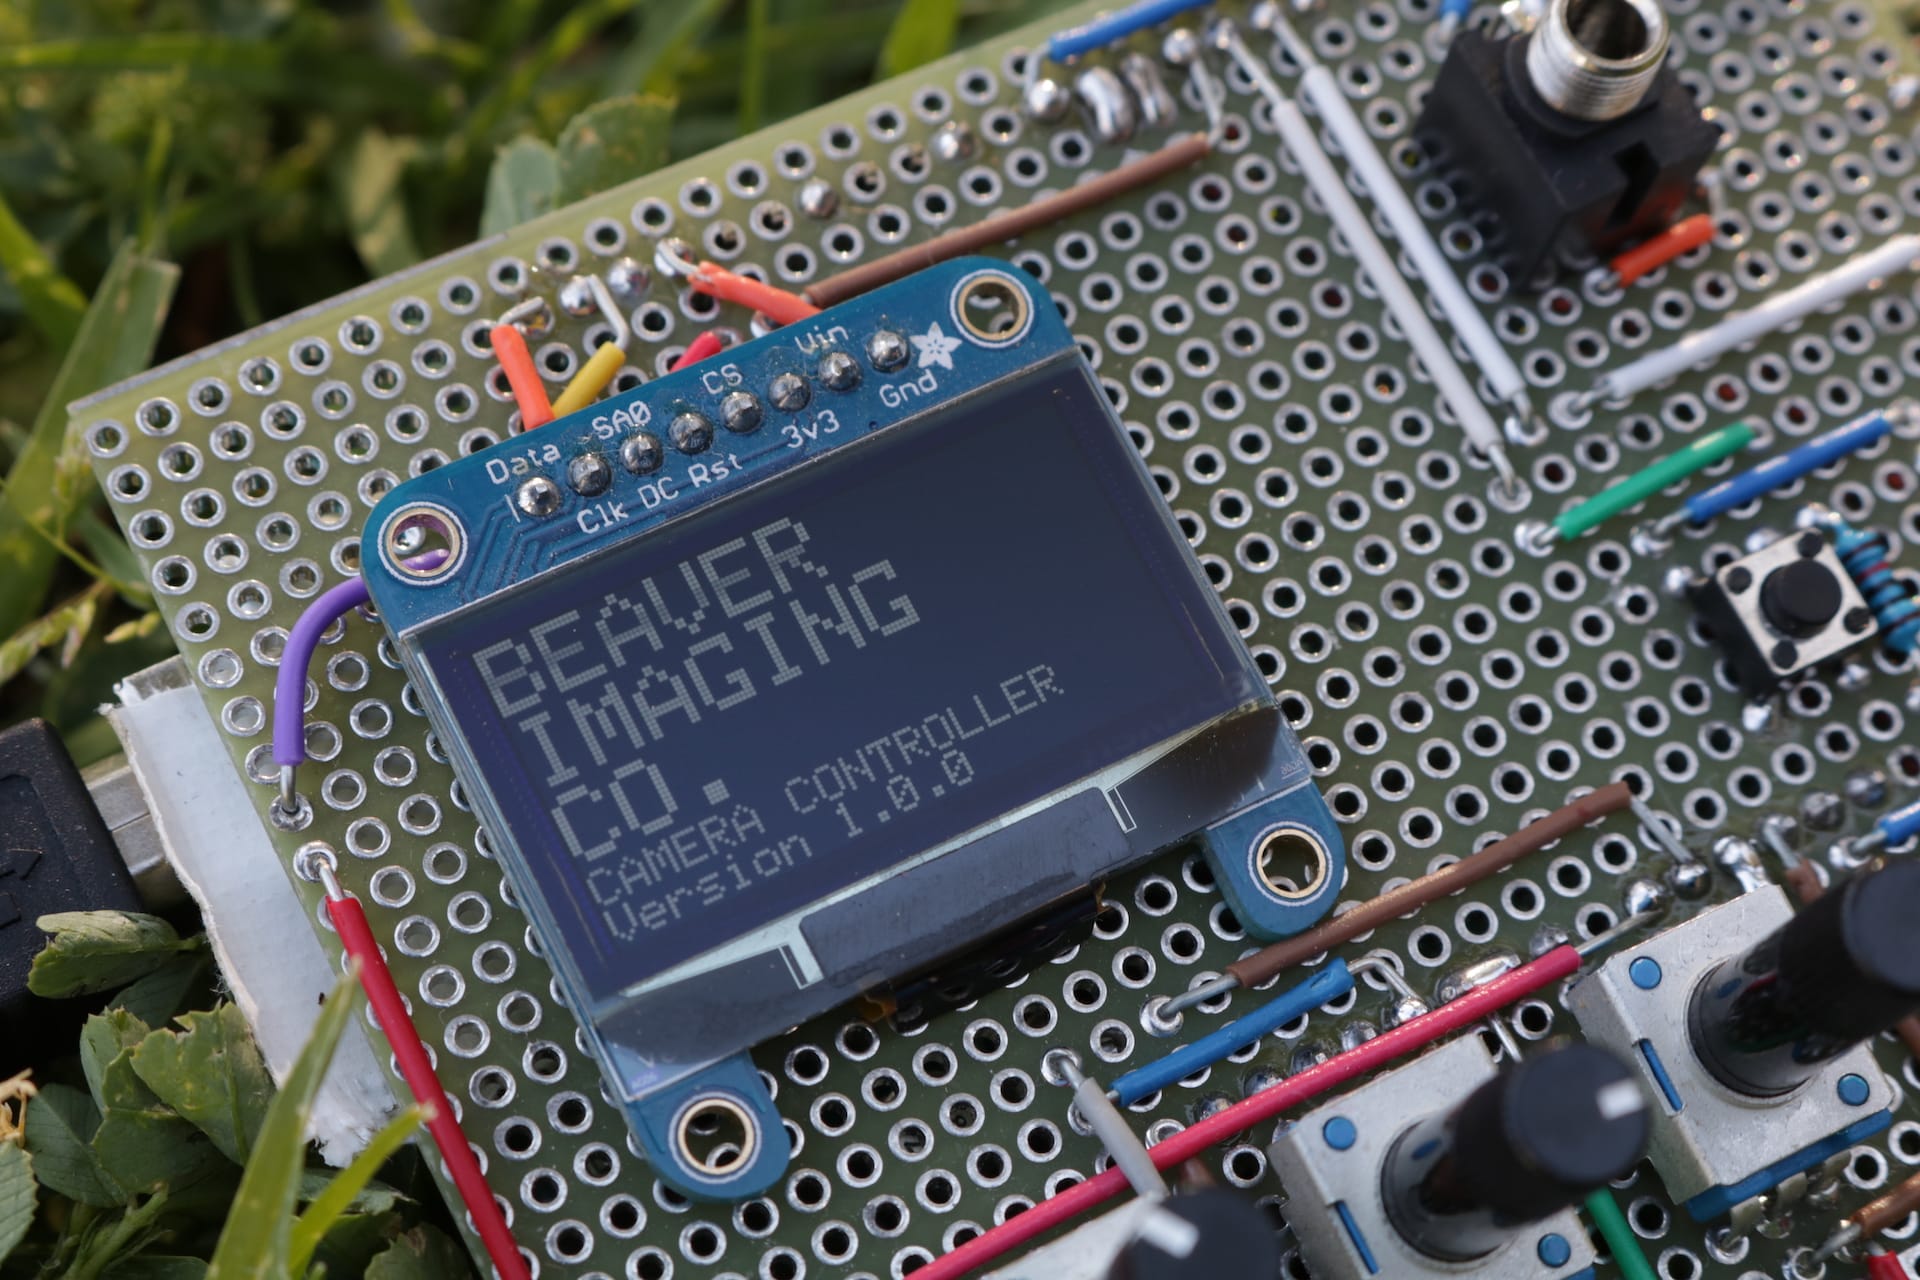 Data SA0 CS Vin
Clk DC Rst 3v3 Gnd
BEAVER
IMAGING
CO.
CAMERA CONTROLLER
Version 1.0.0